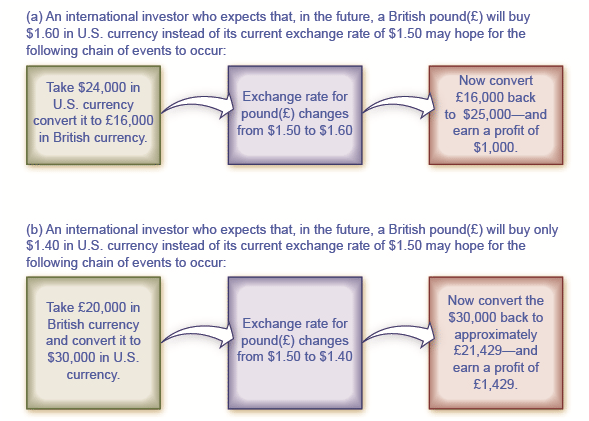 (a) An international investor who expects that, in the future, a British pound(£) will buy
$1.60 in U.S. currency instead of its current exchange rate of $1.50 may hope for the
following chain of events to occur:
Take $24,000 in
U.S. currency
convert it to £16,000
in British currency.
Exchange rate for
pound(£) changes
from $1.50 to $1.60
Now convert
£16,000 back
to $25,000—and
earn a profit of
$1,000.
(b) An international investor who expects that, in the future, a British pound(£) will buy only
$1.40 in U.S. currency instead of its current exchange rate of $1.50 may hope for the
following chain of events to occur:
Take £20,000 in
British currency
and convert it to
$30,000 in U.S.
currency.
Exchange rate for
pound(£) changes
from $1.50 to $1.40
Now convert the
$30,000 back to
approximately
£21,429—and
earn a profit of
£1,429.